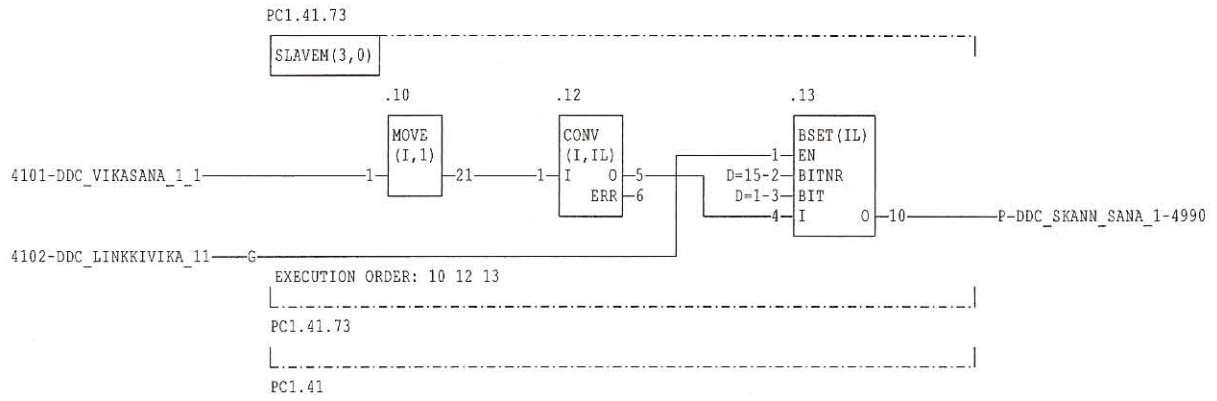 PC1.41.73
SLAVEM(3,0)
.10 .12 .13
MOVE CONV BSET(IL)
(I,1) (I,IL) 1 EN
4101-DDC_VIKASANA_1_1 1 21 1 I O 5 D=15-2 BITNR
ERR 6 D=1-3 BIT
4 I O 10 P-DDC_SKANN_SANA_1-4990
4102-DDC_LINKKIVIKA_11 G
EXECUTION ORDER: 10 12 13
PC1.41.73
PC1.41